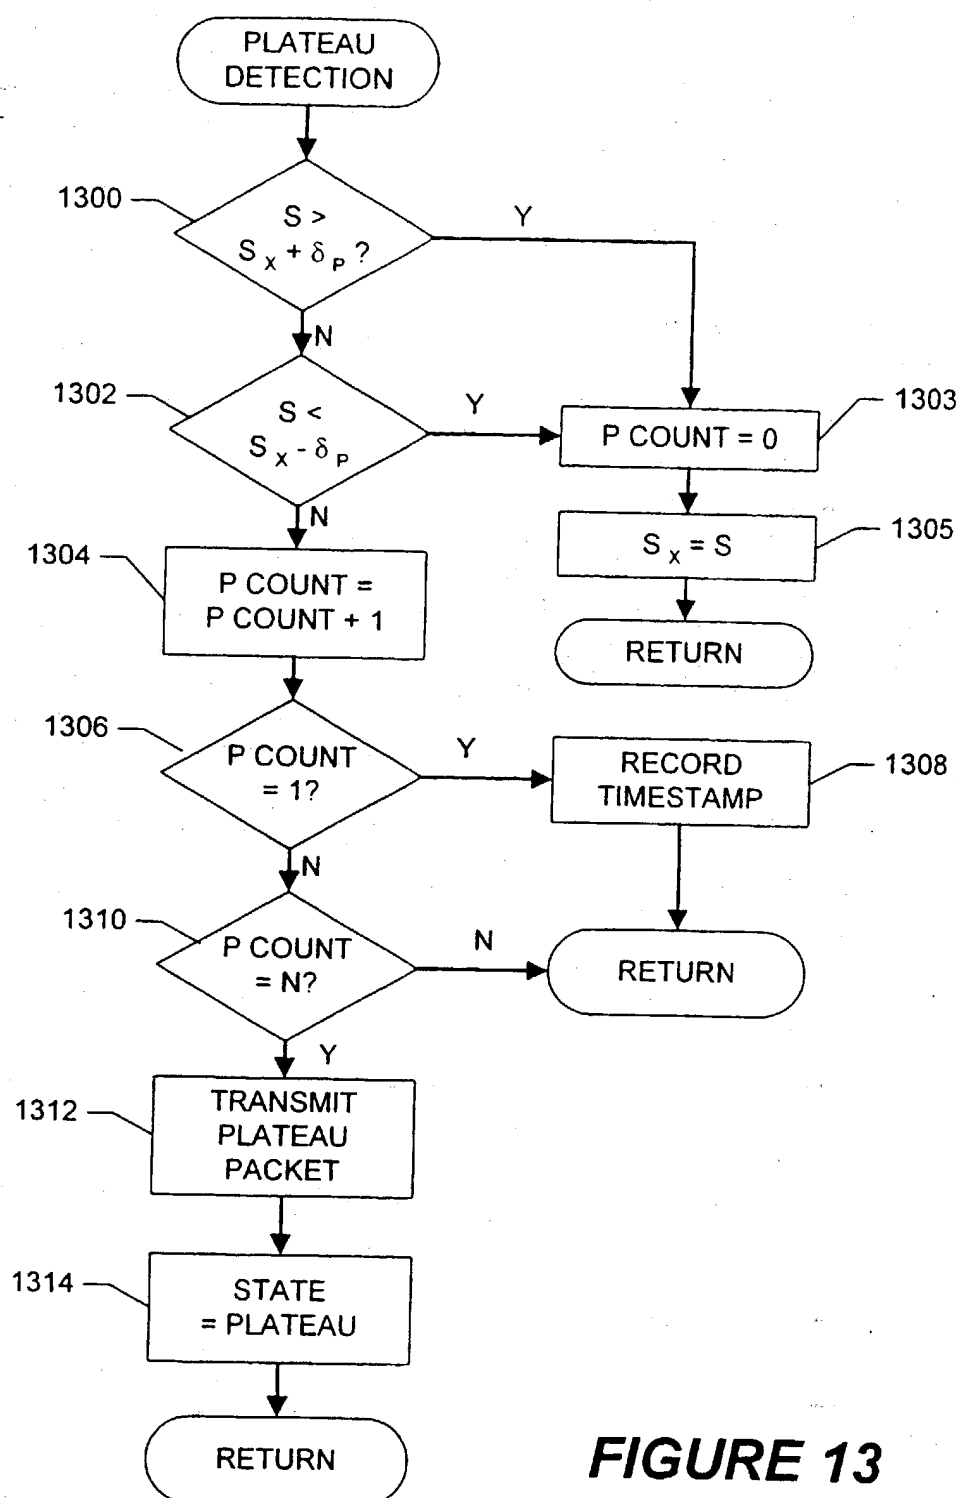 PLATEAU
DETECTION
1300
S >
S X + δ P ?
Y
N
1302
S <
S X - δ P
Y
P COUNT = 0
1303
N
S X = S
1305
1304
P COUNT =
P COUNT + 1
RETURN
1306
P COUNT
= 1?
Y
RECORD
TIMESTAMP
1308
N
1310
P COUNT
= N?
N
RETURN
Y
1312
TRANSMIT
PLATEAU
PACKET
1314
STATE
= PLATEAU
RETURN
FIGURE 13